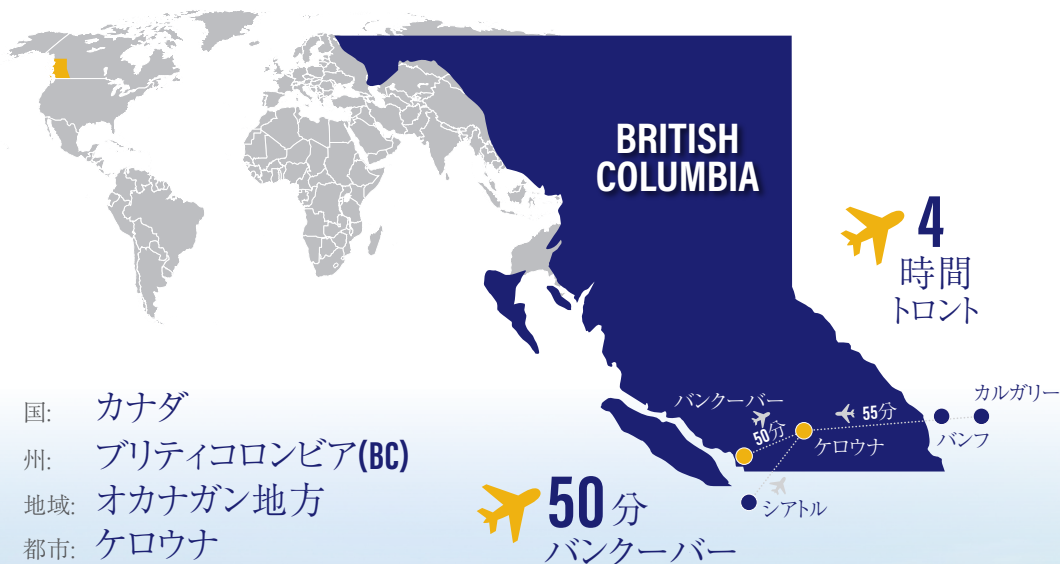 BRITISH
COLUMBIA
4
時間
トロント
カルガリー
バンクーバー
55分
50分
ケロウナ
バンフ
シアトル
国: カナダ
州: ブリティコロンビア(BC)
地域: オカナガン地方
都市: ケロウナ
50分
バンクーバー